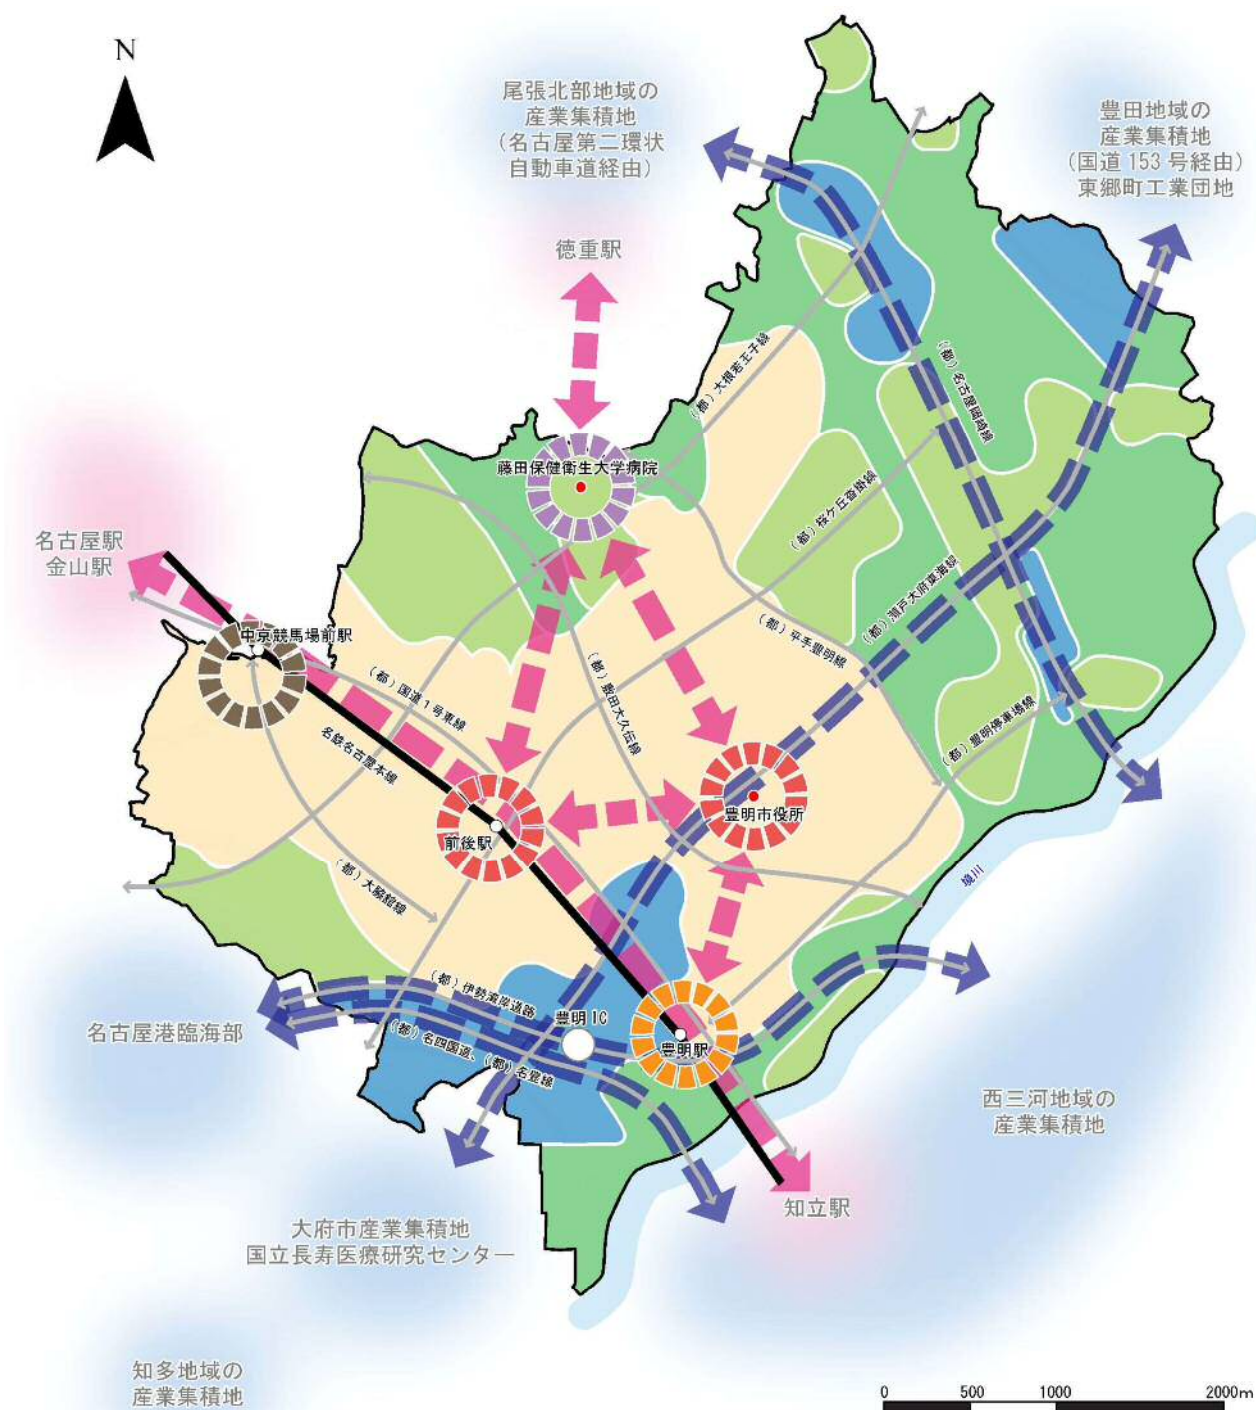 N
尾張北部地域の
産業集積地
(名古屋第二環状
自動車道経由)
豊田地域の
産業集積地
(国道153号経由)
東郷町工業団地
徳重駅
(都)大根若王子線
(都)名古屋岡崎線
藤田保健衛生大学病院
(都)桜ケ丘沓掛線
名古屋駅
金山駅
(都)瀬戸大府東海線
中京競馬場前駅
(都)平手豊明線
(都)国道1号東線
(都)敷田大久伝線
(都)豊明停車場線
名鉄名古屋本線
豊明市役所
前後駅
境川
(都)大脇舘線
(都)伊勢湾岸道路
豊明IC
名古屋港臨海部
(都)名四国道、(都)名豊線
豊明駅
西三河地域の
産業集積地
知立駅
大府市産業集積地
国立長寿医療研究センター
知多地域の
産業集積地
0 500 1000 2000m